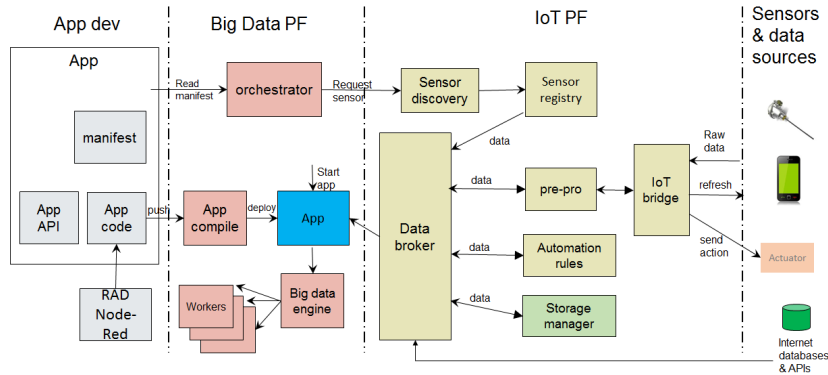 App dev
Big Data PF
IoT PF
Sensors
& data
sources
App
Read
manifest
orchestrator
Request
sensor
Sensor
discovery
Sensor
registry
manifest
data
Raw
data
Start
app
data
pre-pro
IoT
bridge
refresh
App
API
App
code
push
App
compile
deploy
App
Data
broker
data
Automation
rules
send
action
Actuator
RAD
Node-
Red
Workers
Big data
engine
data
Storage
manager
Internet
databases
& APIs